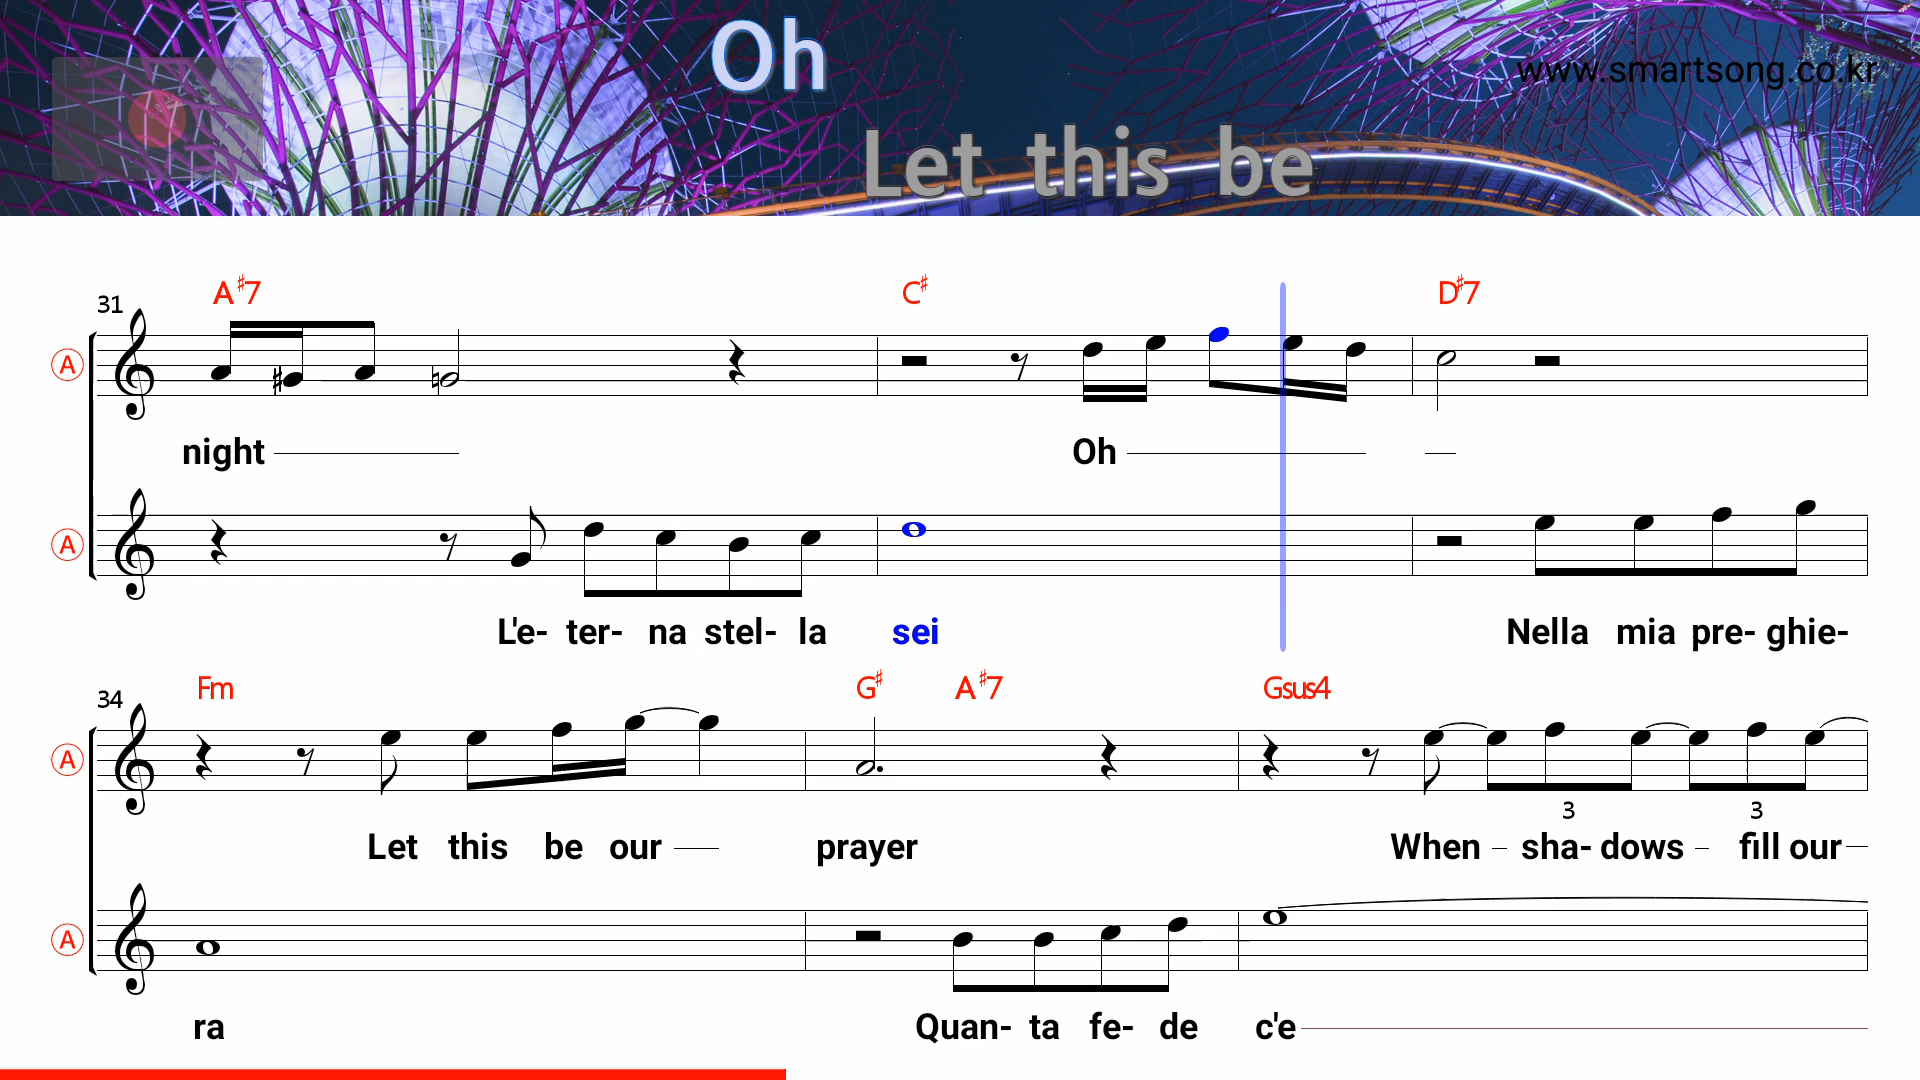 Oh
www.smartsong.co.kr
Let this be
A♯7 C♯ D♯7
31
A
night Oh
A
L'e- ter- na stel- la sei Nella mia pre- ghie-
Fm G♯ A♯7 Gsus4
34
A
3 3
Let this be our prayer When sha- dows fill our
A
ra Quan- ta fe- de c'e